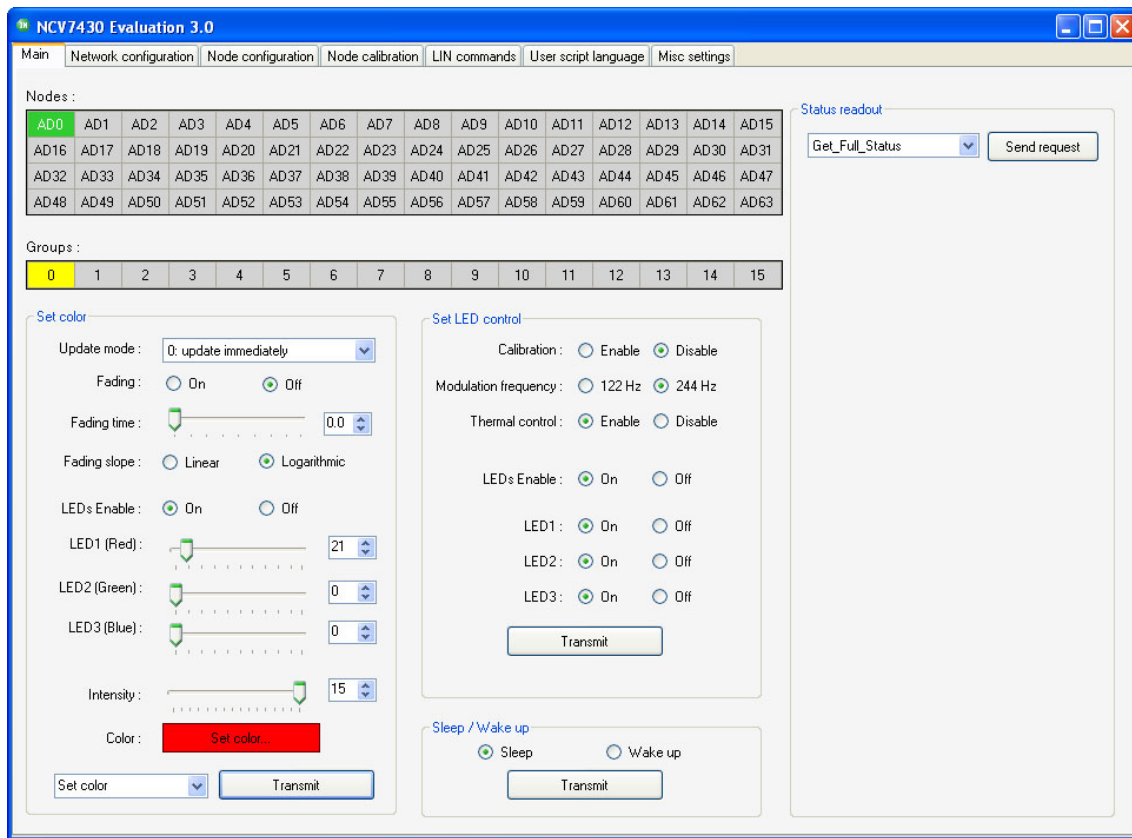 NCV7430 Evaluation 3.0
Main Network configuration Node configuration Node calibration LIN commands User script language Misc settings
Nodes :
AD0 AD1 AD2 AD3 AD4 AD5 AD6 AD7 AD8 AD9 AD10 AD11 AD12 AD13 AD14 AD15
AD16 AD17 AD18 AD19 AD20 AD21 AD22 AD23 AD24 AD25 AD26 AD27 AD28 AD29 AD30 AD31
AD32 AD33 AD34 AD35 AD36 AD37 AD38 AD39 AD40 AD41 AD42 AD43 AD44 AD45 AD46 AD47
AD48 AD49 AD50 AD51 AD52 AD53 AD54 AD55 AD56 AD57 AD58 AD59 AD60 AD61 AD62 AD63
Groups :
0 1 2 3 4 5 6 7 8 9 10 11 12 13 14 15
Set color
Update mode : 0: update immediately
Fading : On Off
Fading time : 0.0
Fading slope : Linear Logarithmic
LEDs Enable : On Off
LED1 (Red) : 21
LED2 (Green) : 0
LED3 (Blue) : 0
Intensity : 15
Color : Set color...
Set color Transmit
Set LED control
Calibration : Enable Disable
Modulation frequency : 122 Hz 244 Hz
Thermal control : Enable Disable
LEDs Enable : On Off
LED1 : On Off
LED2 : On Off
LED3 : On Off
Transmit
Sleep / Wake up
Sleep Wake up
Transmit
Status readout
Get_Full_Status Send request